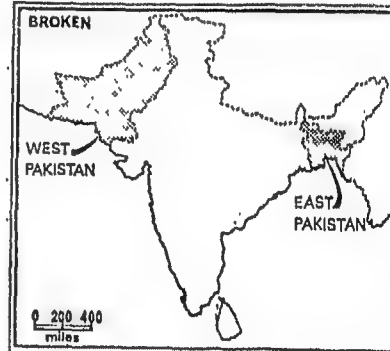 BROKEN
WEST
PAKISTAN
EAST
PAKISTAN
0 200 400
miles